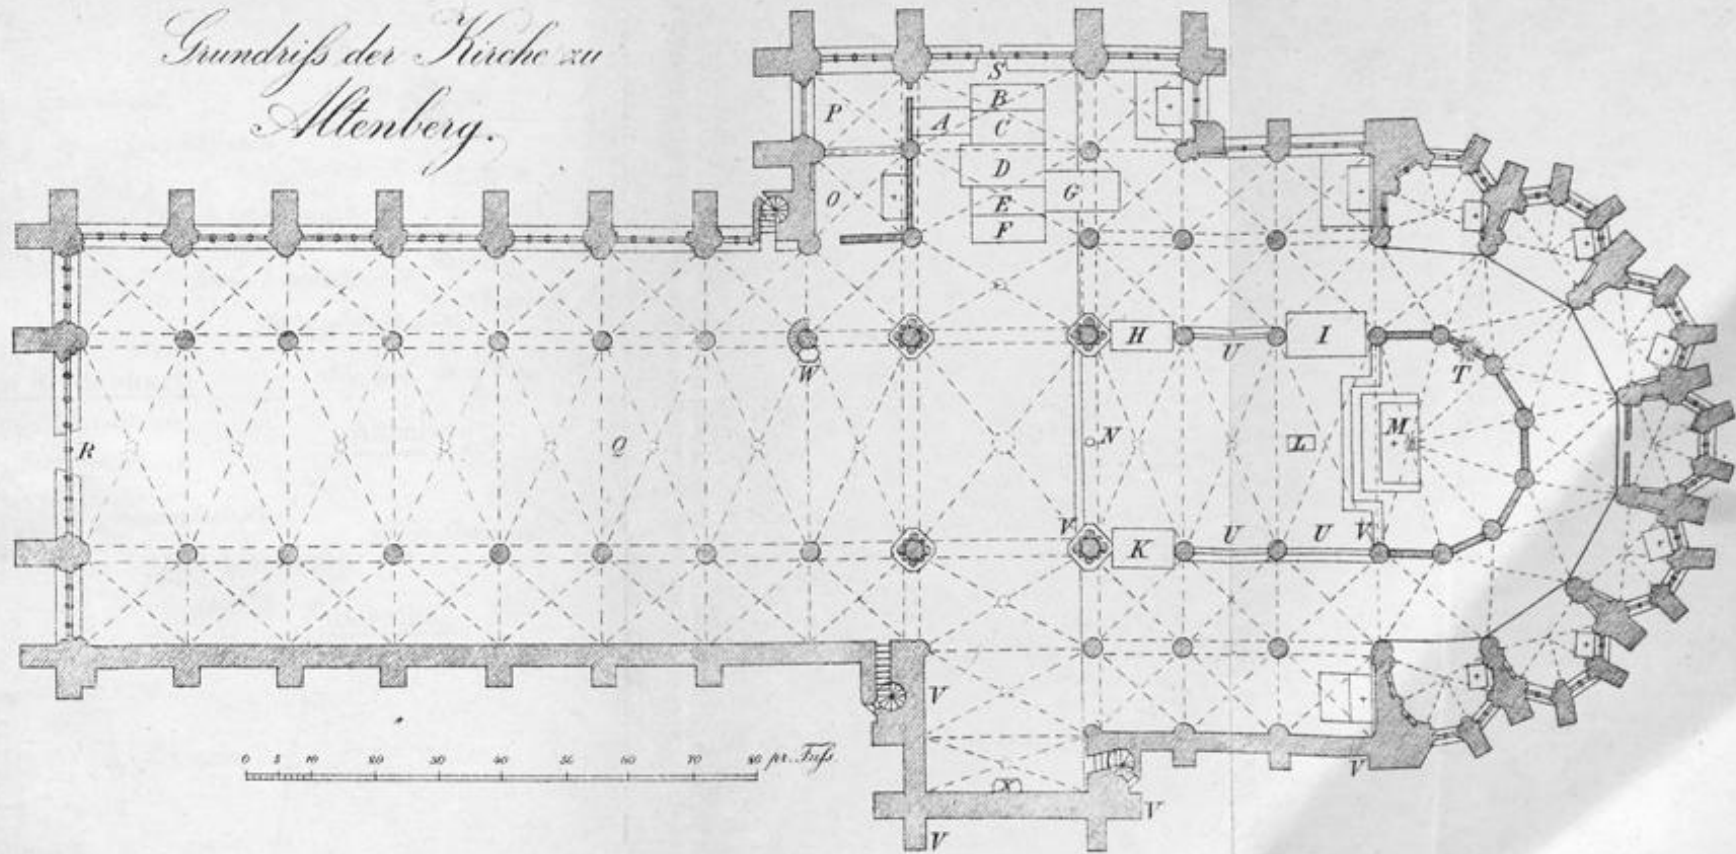 Grundriſs der Kirche zu
Altenberg.
S
P
B
A
C
D
O
G
E
F
H
U
I
W
T
R
Q
N
L
M
V
K
U
U
V
V
X
V
V
V
0 5 10 20 30 40 50 60 70 80 pr. Fuſs.